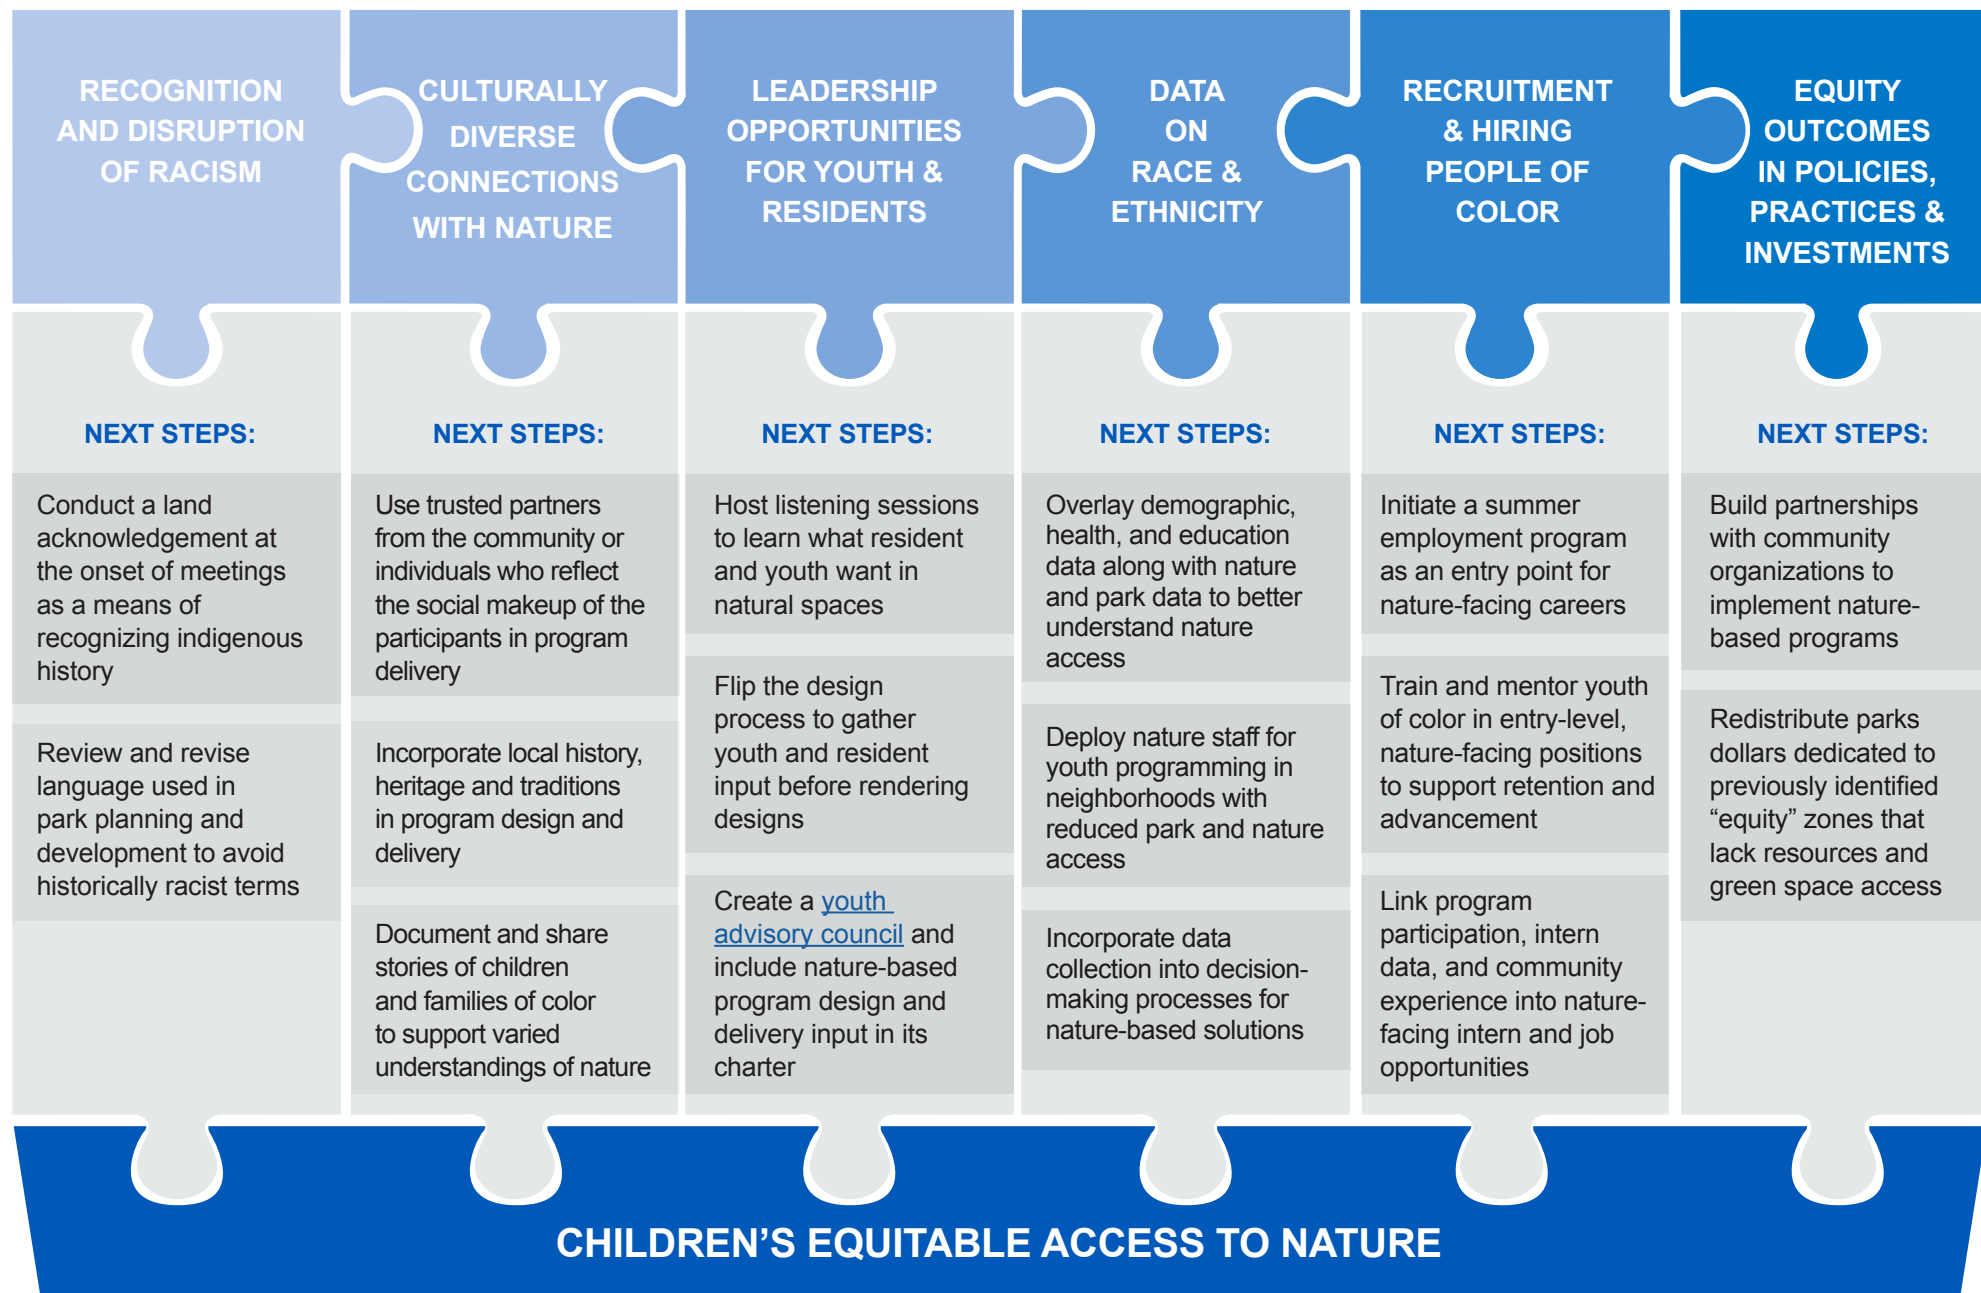 RECOGNITION
AND DISRUPTION
OF RACISM
CULTURALLY
DIVERSE
CONNECTIONS
WITH NATURE
LEADERSHIP
OPPORTUNITIES
FOR YOUTH &
RESIDENTS
DATA
ON
RACE &
ETHNICITY
RECRUITMENT
& HIRING
PEOPLE OF
COLOR
EQUITY
OUTCOMES
IN POLICIES,
PRACTICES &
INVESTMENTS
NEXT STEPS:
Conduct a land
acknowledgement at
the onset of meetings
as a means of
recognizing indigenous
history
Review and revise
language used in
park planning and
development to avoid
historically racist terms
NEXT STEPS:
Use trusted partners
from the community or
individuals who reflect
the social makeup of the
participants in program
delivery
Incorporate local history,
heritage and traditions
in program design and
delivery
Document and share
stories of children
and families of color
to support varied
understandings of nature
NEXT STEPS:
Host listening sessions
to learn what resident
and youth want in
natural spaces
Flip the design
process to gather
youth and resident
input before rendering
designs
Create a youth
advisory council and
include nature-based
program design and
delivery input in its
charter
NEXT STEPS:
Overlay demographic,
health, and education
data along with nature
and park data to better
understand nature
access
Deploy nature staff for
youth programming in
neighborhoods with
reduced park and nature
access
Incorporate data
collection into decision-
making processes for
nature-based solutions
NEXT STEPS:
Initiate a summer
employment program
as an entry point for
nature-facing careers
Train and mentor youth
of color in entry-level,
nature-facing positions
to support retention and
advancement
Link program
participation, intern
data, and community
experience into nature-
facing intern and job
opportunities
NEXT STEPS:
Build partnerships
with community
organizations to
implement nature-
based programs
Redistribute parks
dollars dedicated to
previously identified
“equity” zones that
lack resources and
green space access
CHILDREN’S EQUITABLE ACCESS TO NATURE